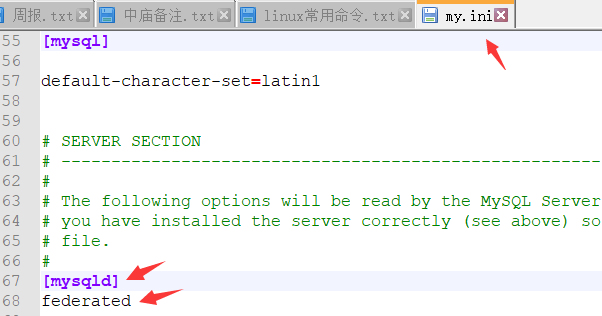 周报.txt 中庙备注.txt linux常用命令.txt my.ini
55 [mysql]
56
57 default-character-set=latin1
58
59
60 # SERVER SECTION
61 # ------------------------------------------------------
62 #
63 # The following options will be read by the MySQL Server
64 # you have installed the server correctly (see above) so
65 # file.
66 #
67 [mysqld]
68 federated